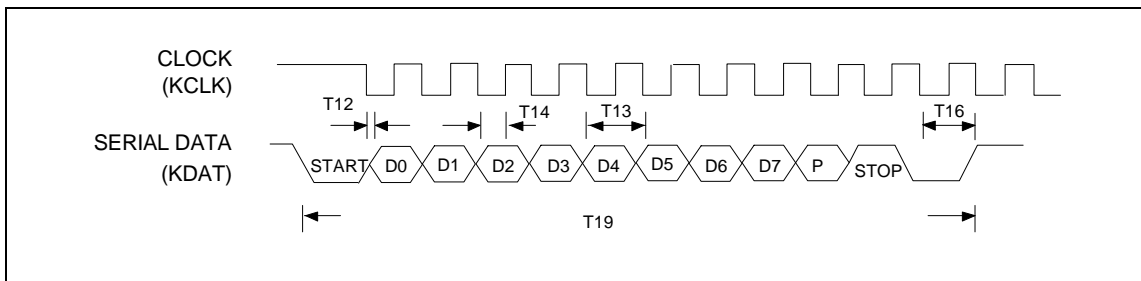 CLOCK
(KCLK)
T12
T14
T13
T16
SERIAL DATA
(KDAT)
START
D0
D1
D2
D3
D4
D5
D6
D7
P
STOP
T19